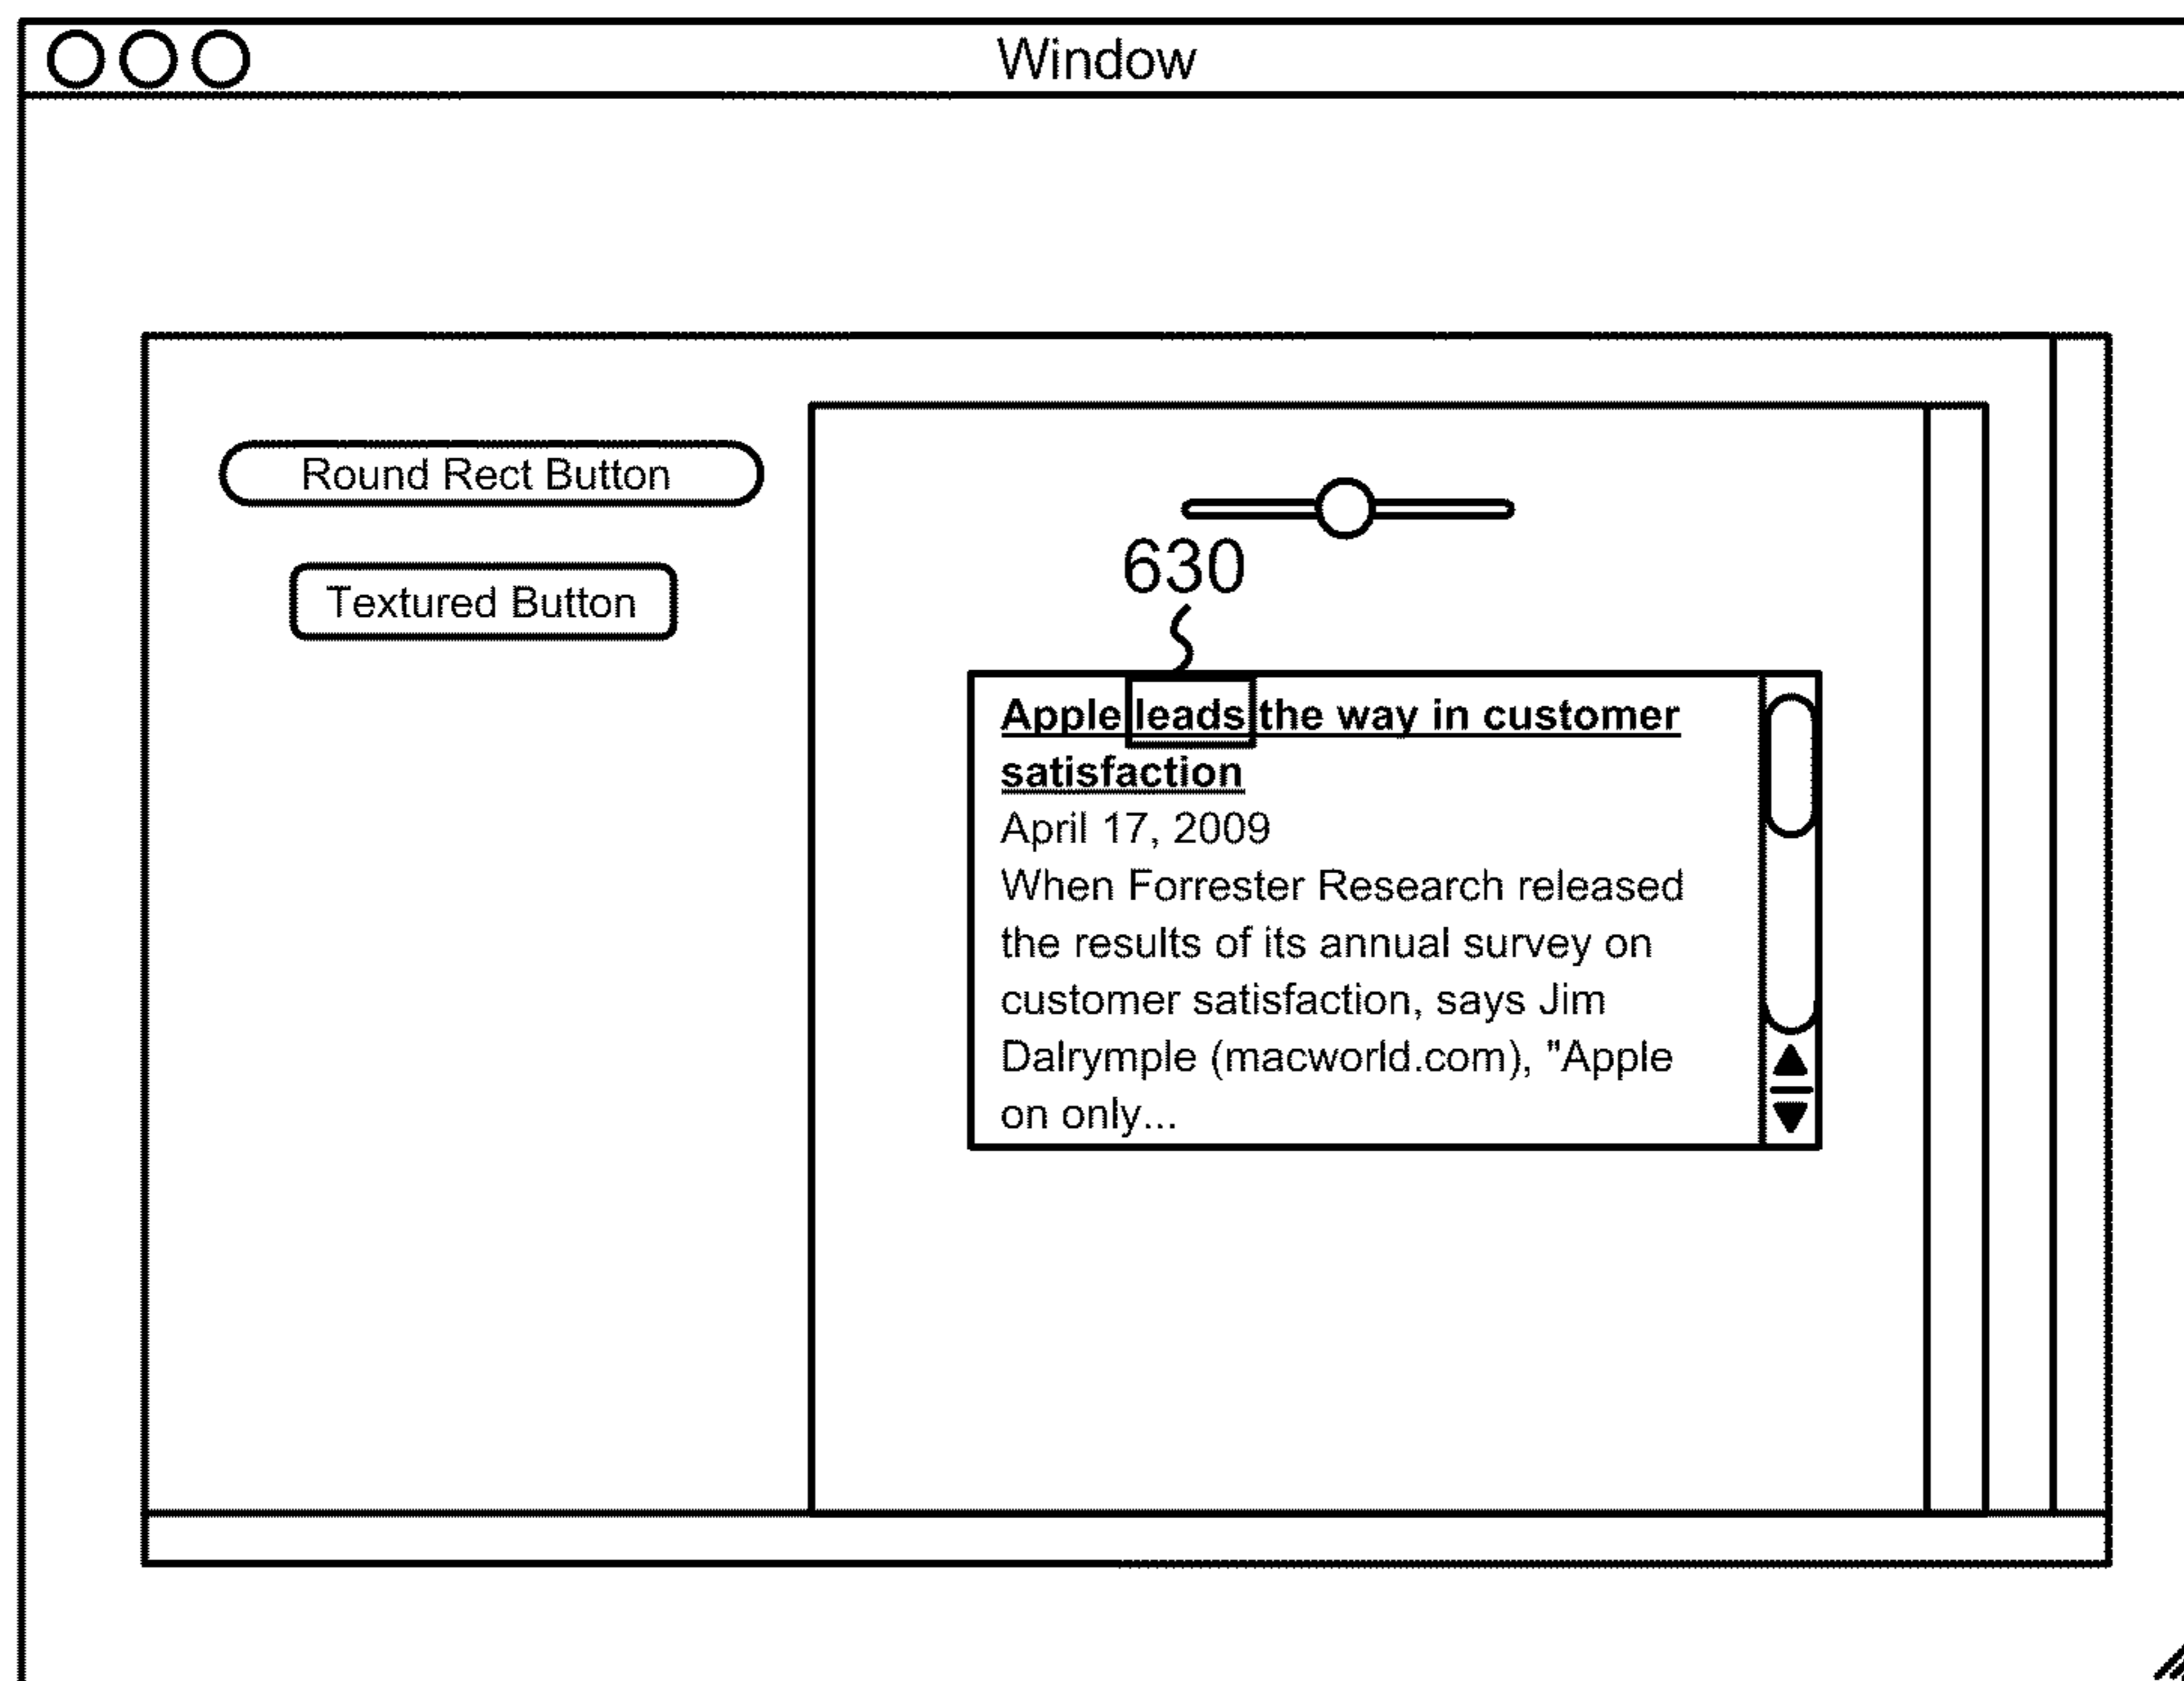 Window
Round Rect Button
Textured Button
630
Apple leads the way in customer
satisfaction
April 17, 2009
When Forrester Research released
the results of its annual survey on
customer satisfaction, says Jim
Dalrymple (macworld.com), "Apple
on only...